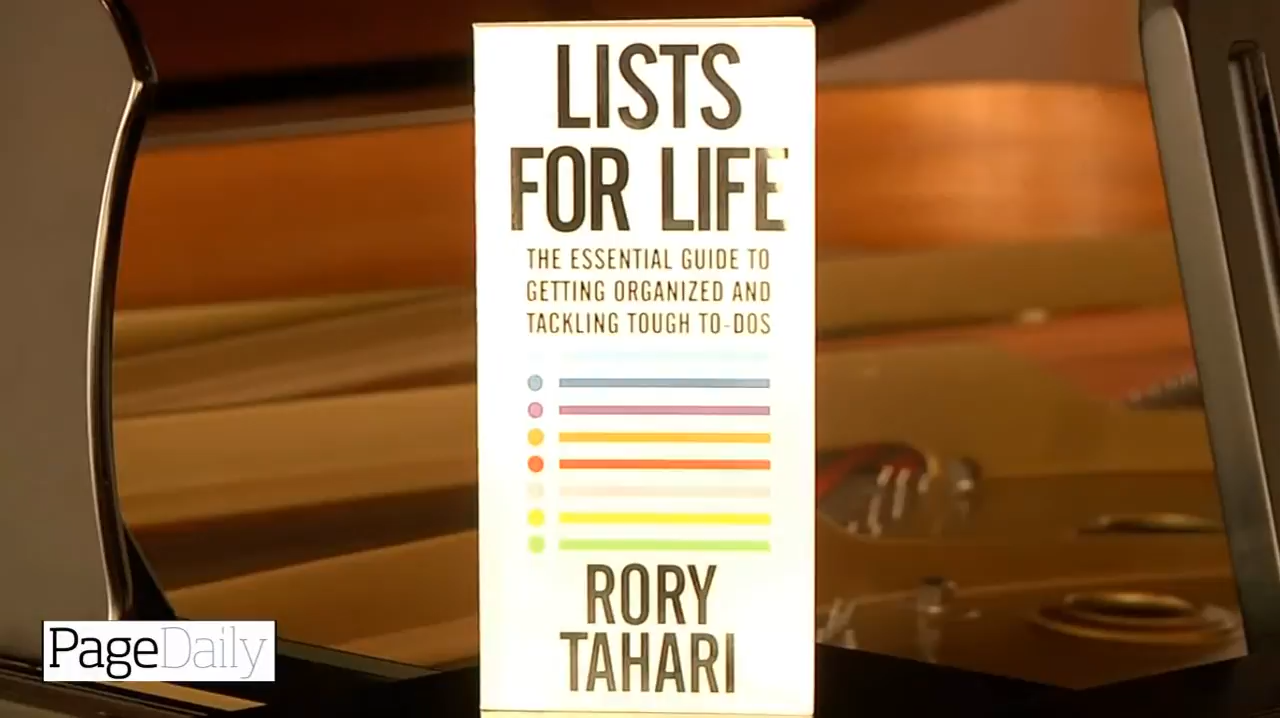 LISTS
FOR LIFE
THE ESSENTIAL GUIDE TO
GETTING ORGANIZED AND
TACKLING TOUGH TO-DOS
RORY
TAHARI
PageDaily